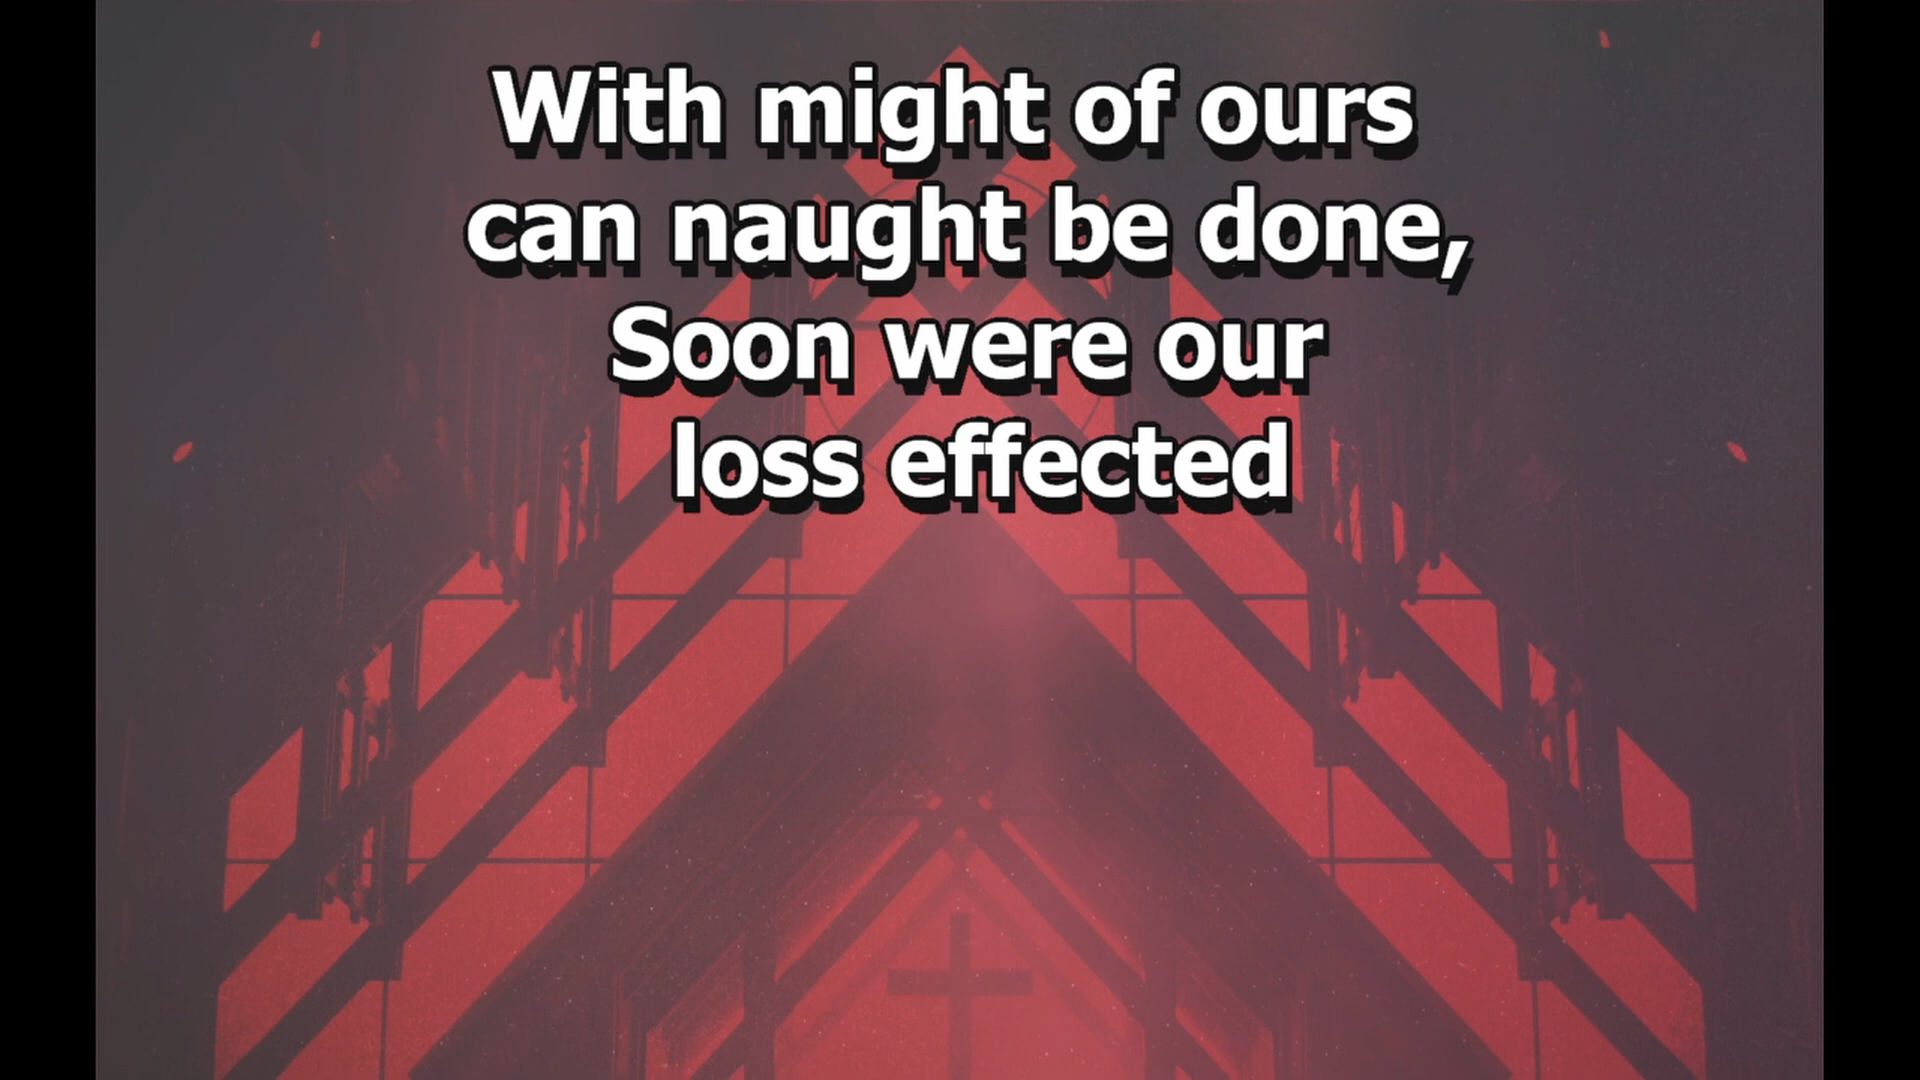 With might of ours
can naught be done,
Soon were our
loss effected